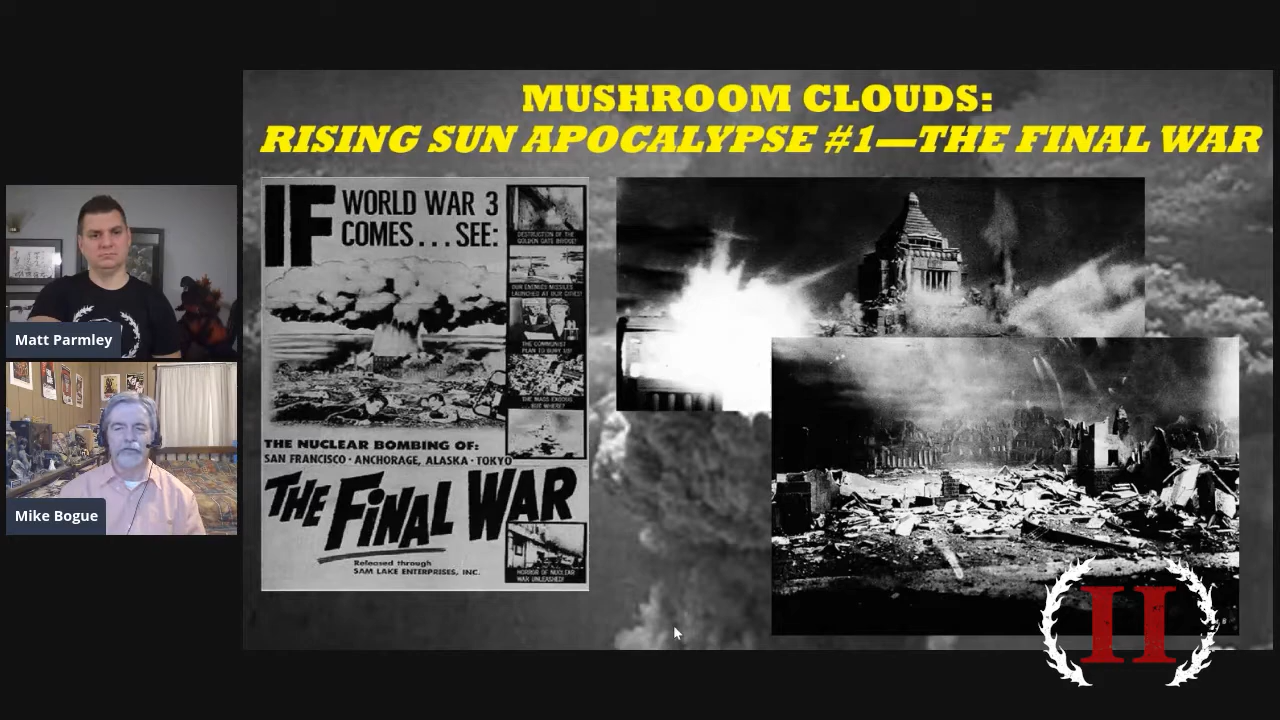 MUSHROOM CLOUDS:
RISING SUN APOCALYPSE #1—THE FINAL WAR
IF WORLD WAR 3
COMES...SEE:
DESTRUCTION OF THE
GOLDEN GATE BRIDGE!
OUR ENEMIES MISSILES
LAUNCHED AT OUR CITIES!
THE COMMUNIST
PLAN TO BURY US!
THE MASS EXODUS
...BUT WHERE?
THE NUCLEAR BOMBING OF:
SAN FRANCISCO · ANCHORAGE, ALASKA · TOKYO
THE FINAL WAR
Released through
SAM LAKE ENTERPRISES, INC.
HORROR OF NUCLEAR
WAR UNLEASHED!
Matt Parmley
Mike Bogue
II